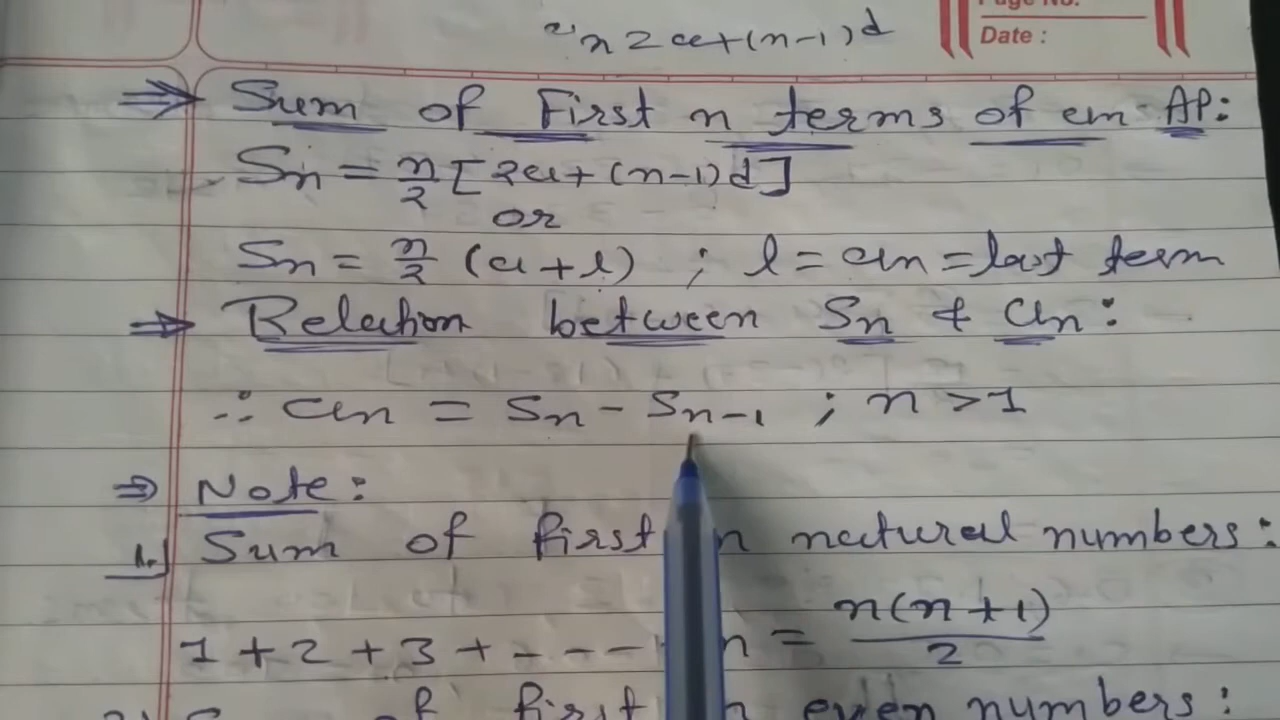 Page No.
Date :
an = a+(n-1)d
⇒ Sum of First n terms of an AP:
Sn = n/2 [2a+(n-1)d]
or
Sn = n/2 (a+l) ; l = an = last term
⇒ Relation between Sn & an:
∴ an = Sn - Sn-1 ; n>1
⇒ Note:
1.) Sum of first n natural numbers:
1+2+3+---- n = n(n+1)/2
of first n even numbers: